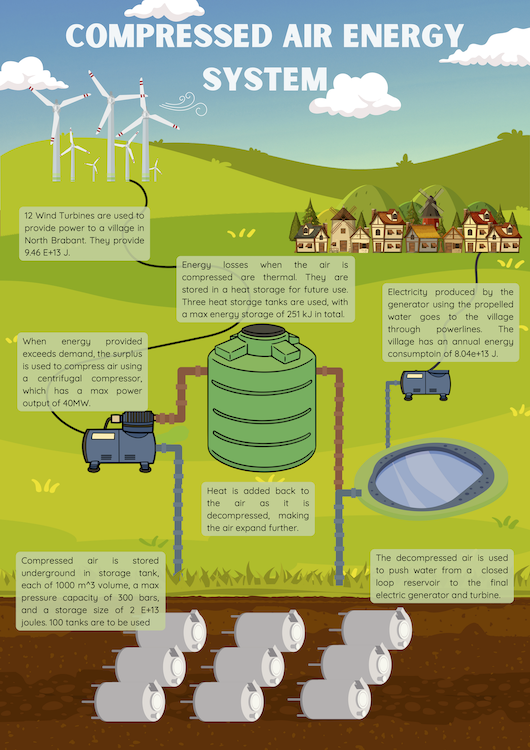 COMPRESSED AIR ENERGY
SYSTEM
12 Wind Turbines are used to
provide power to a village in
North Brabant. They provide
9.46 E+13 J.
Energy losses when the air is
compressed are thermal. They are
stored in a heat storage for future use.
Three heat storage tanks are used, with
a max energy storage of 251 kJ in total.
Electricity produced by the
generator using the propelled
water goes to the village
through powerlines. The
village has an annual energy
consumptoin of 8.04e+13 J.
When energy provided
exceeds demand, the surplus
is used to compress air using
a centrifugal compressor,
which has a max power
output of 40MW.
Heat is added back to
the air as it is
decompressed, making
the air expand further.
Compressed air is stored
underground in storage tank,
each of 1000 m^3 volume, a max
pressure capacity of 300 bars,
and a storage size of 2 E+13
joules. 100 tanks are to be used
The decompressed air is used
to push water from a closed
loop reservoir to the final
electric generator and turbine.